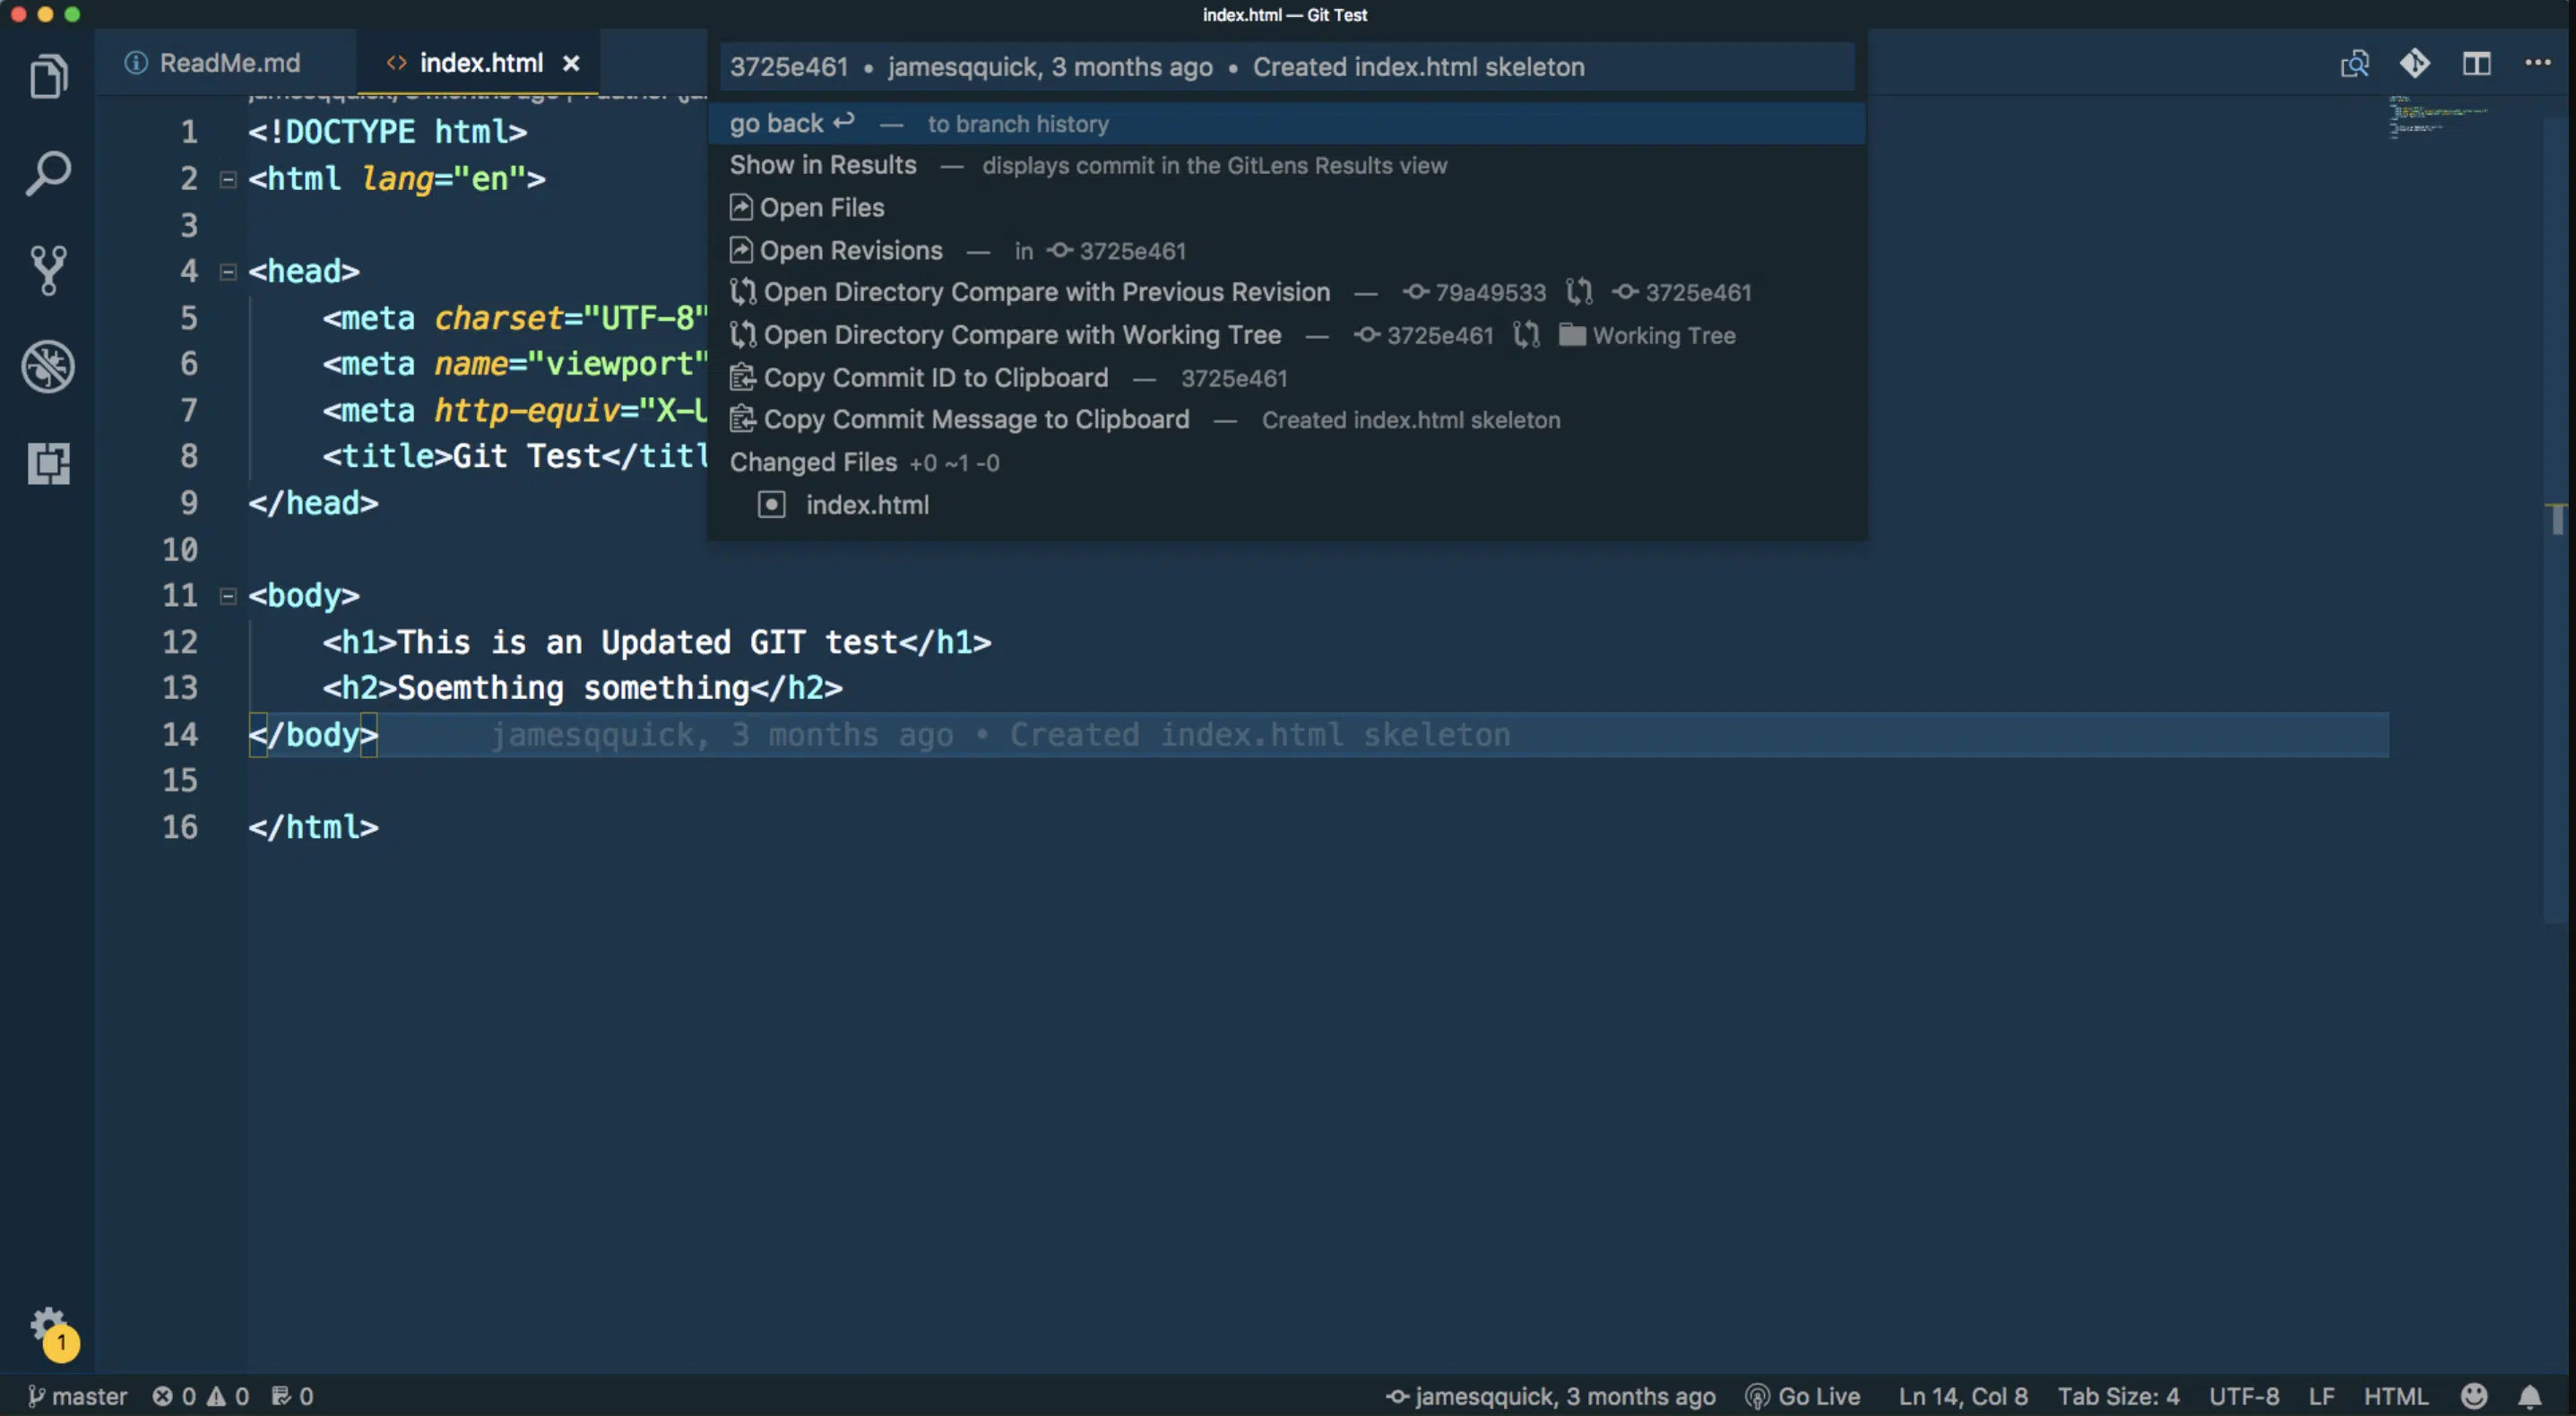 index.html — Git Test
ReadMe.md
index.html
3725e461 • jamesqquick, 3 months ago • Created index.html skeleton
go back ↩ — to branch history
Show in Results — displays commit in the GitLens Results view
Open Files
Open Revisions — in 3725e461
Open Directory Compare with Previous Revision — 79a49533 3725e461
Open Directory Compare with Working Tree — 3725e461 Working Tree
Copy Commit ID to Clipboard — 3725e461
Copy Commit Message to Clipboard — Created index.html skeleton
Changed Files +0 ~1 -0
index.html
1 <!DOCTYPE html>
2 <html lang="en">
3
4 <head>
5 <meta charset="UTF-8"
6 <meta name="viewport"
7 <meta http-equiv="X-U
8 <title>Git Test</titl
9 </head>
10
11 <body>
12 <h1>This is an Updated GIT test</h1>
13 <h2>Soemthing something</h2>
14 </body> jamesqquick, 3 months ago • Created index.html skeleton
15
16 </html>
1
master 0 0 0 jamesqquick, 3 months ago Go Live Ln 14, Col 8 Tab Size: 4 UTF-8 LF HTML